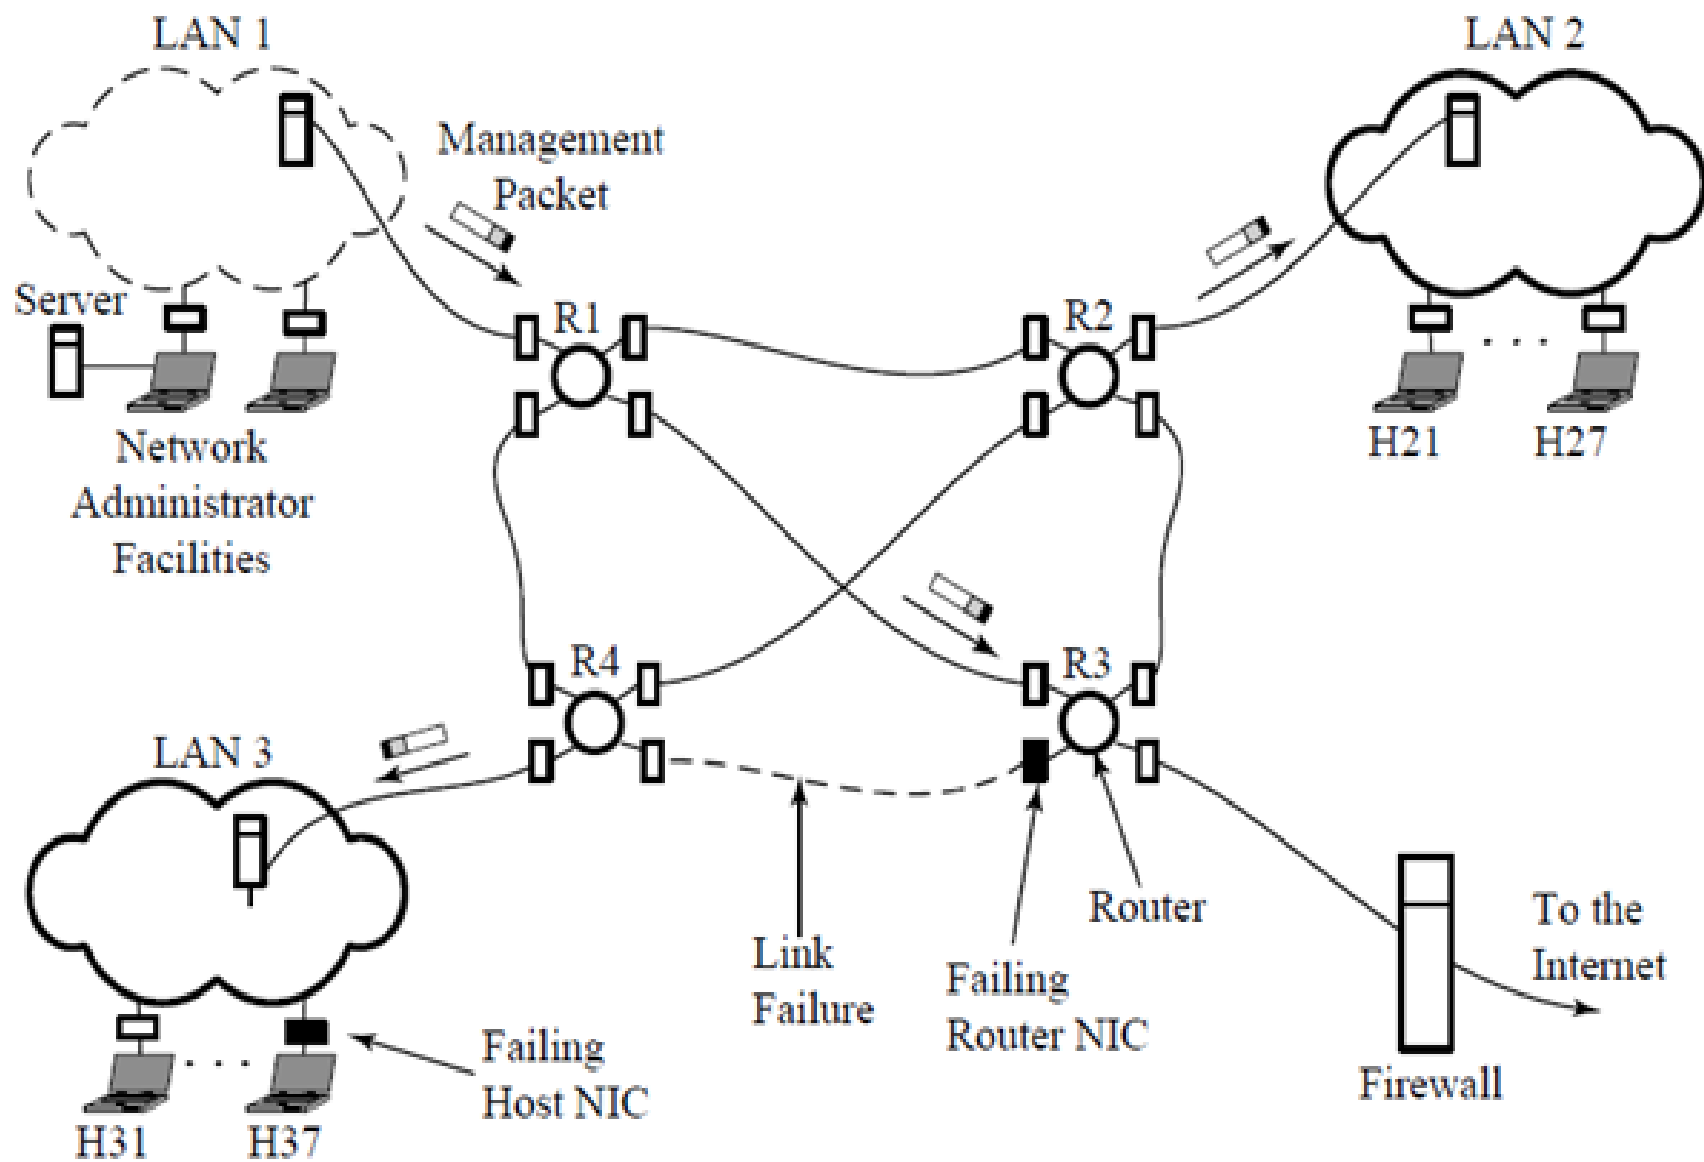 LAN 1
LAN 2
Management
Packet
Server
R1
R2
Network
Administrator
Facilities
H21
H27
R4
R3
LAN 3
Router
Link
Failure
Failing
Router NIC
To the
Internet
Failing
Host NIC
Firewall
H31
H37